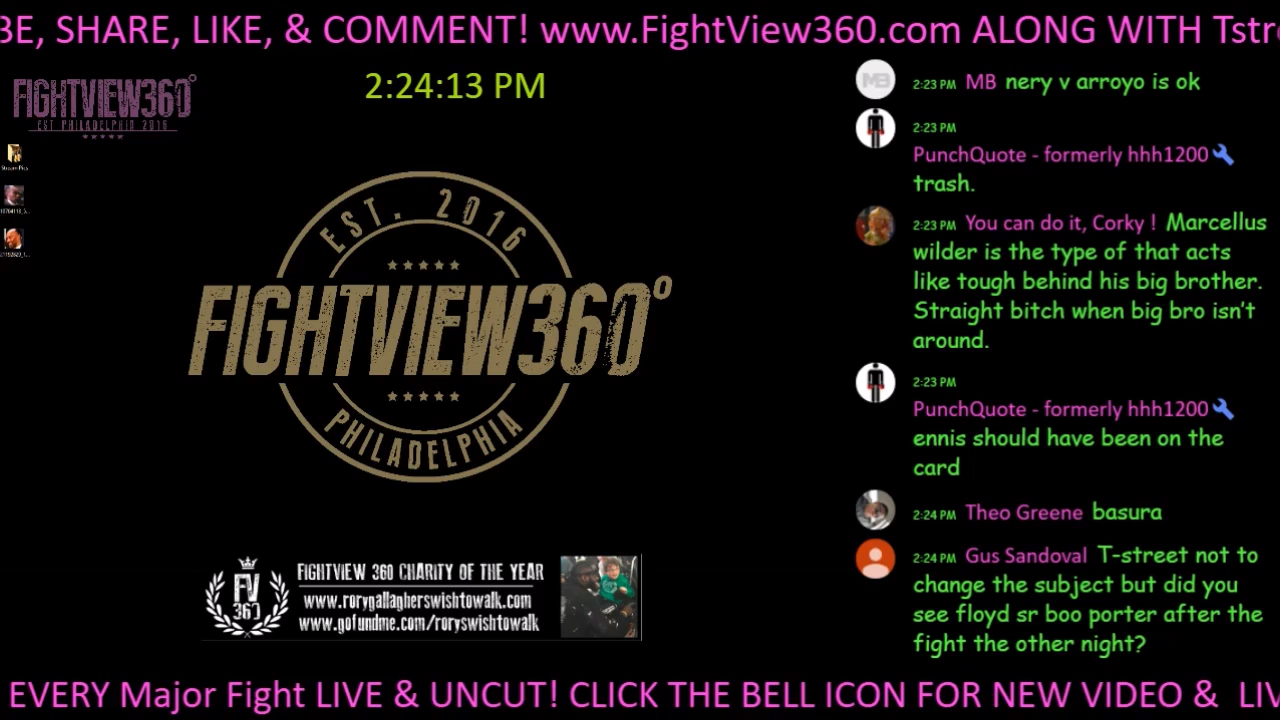 BE, SHARE, LIKE, & COMMENT! www.FightView360.com ALONG WITH Tstre
FIGHTVIEW360°
EST PHILADELPHIA 2016
2:24:13 PM
Stream Pics
EST. 2016
FIGHTVIEW360°
PHILADELPHIA
FV
360
FIGHTVIEW 360 CHARITY OF THE YEAR
www.rorygallagherswishtowalk.com
www.gofundme.com/roryswishtowalk
2:23 PM MB nery v arroyo is ok
2:23 PM
PunchQuote - formerly hhh1200
trash.
2:23 PM You can do it, Corky ! Marcellus
wilder is the type of that acts
like tough behind his big brother.
Straight bitch when big bro isn't
around.
2:23 PM
PunchQuote - formerly hhh1200
ennis should have been on the
card
2:24 PM Theo Greene basura
2:24 PM Gus Sandoval T-street not to
change the subject but did you
see floyd sr boo porter after the
fight the other night?
EVERY Major Fight LIVE & UNCUT! CLICK THE BELL ICON FOR NEW VIDEO & LIV